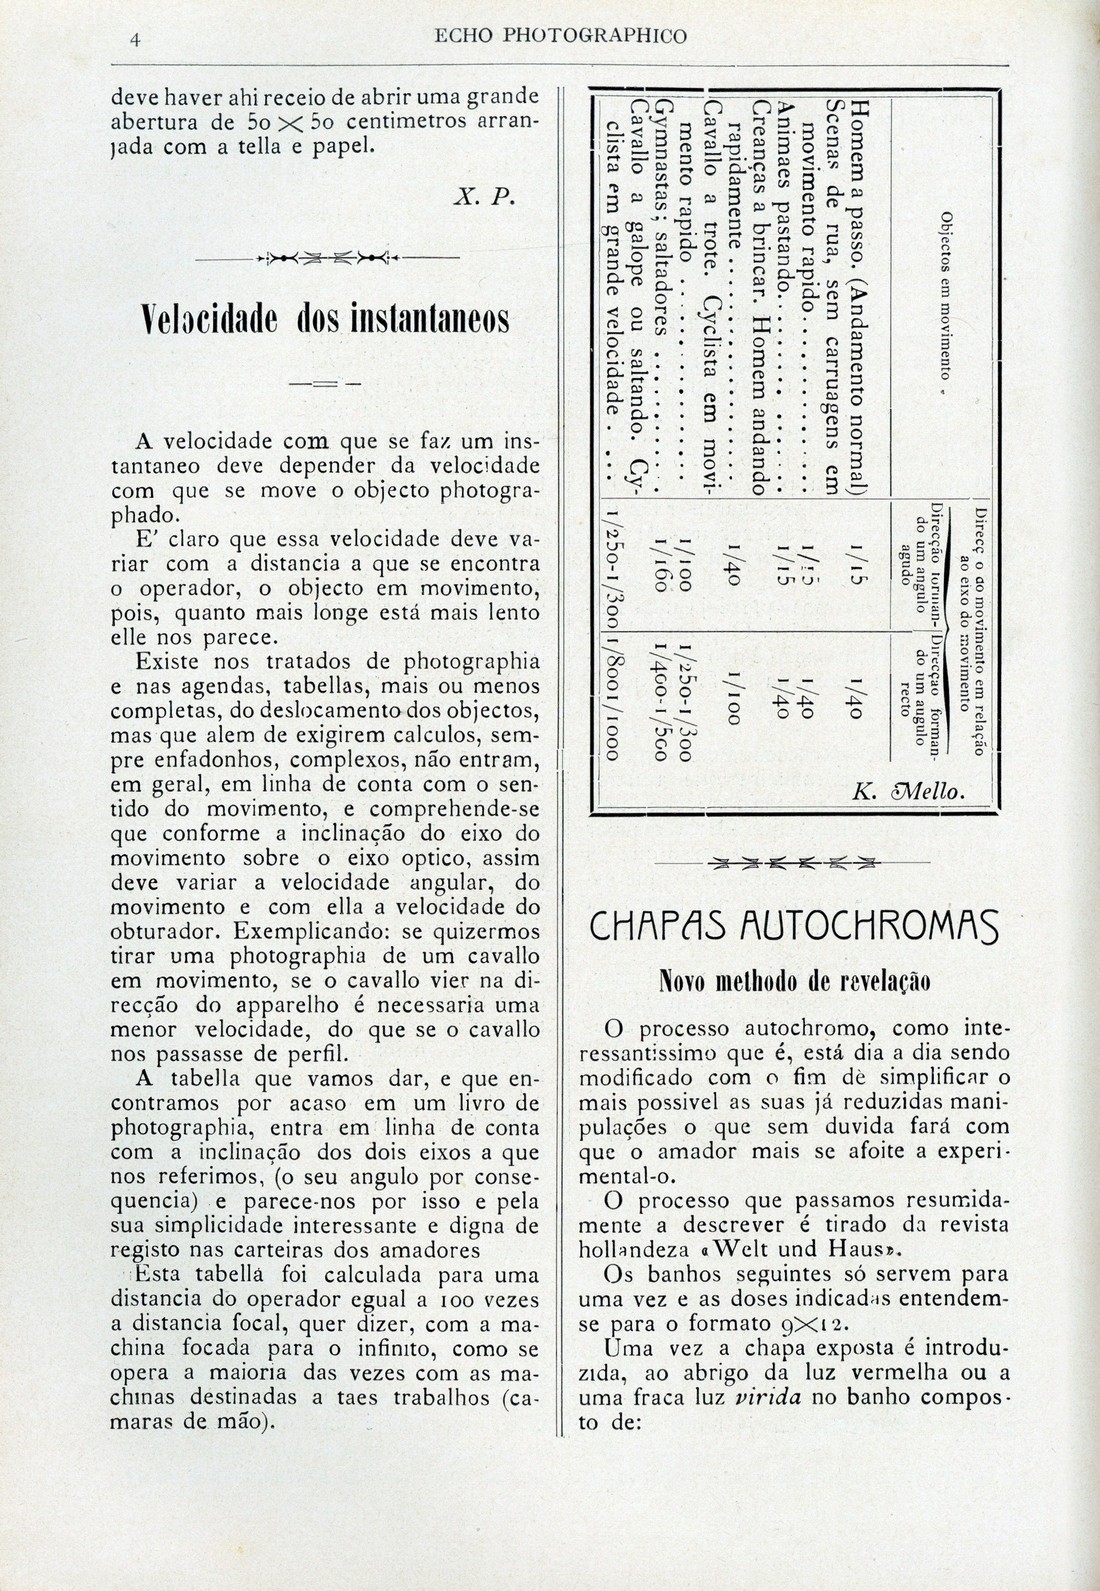 4
ECHO PHOTOGRAPHICO
deve haver ahi receio de abrir uma grande
abertura de 5o × 5o centimetros arran-
jada com a tella e papel.
X. P.
Velocidade dos instantaneos
A velocidade com que se faz um ins-
tantaneo deve depender da velocidade
com que se move o objecto photogra-
phado.
E' claro que essa velocidade deve va-
riar com a distancia a que se encontra
o operador, o objecto em movimento,
pois, quanto mais longe está mais lento
elle nos parece.
Existe nos tratados de photographia
e nas agendas, tabellas, mais ou menos
completas, do deslocamento dos objectos,
mas que alem de exigirem calculos, sem-
pre enfadonhos, complexos, não entram,
em geral, em linha de conta com o sen-
tido do movimento, e comprehende-se
que conforme a inclinação do eixo do
movimento sobre o eixo optico, assim
deve variar a velocidade angular, do
movimento e com ella a velocidade do
obturador. Exemplicando: se quizermos
tirar uma photographia de um cavallo
em movimento, se o cavallo vier na di-
recção do apparelho é necessaria uma
menor velocidade, do que se o cavallo
nos passasse de perfil.
A tabella que vamos dar, e que en-
contramos por acaso em um livro de
photographia, entra em linha de conta
com a inclinação dos dois eixos a que
nos referimos, (o seu angulo por conse-
quencia) e parece-nos por isso e pela
sua simplicidade interessante e digna de
registo nas carteiras dos amadores
Esta tabella foi calculada para uma
distancia do operador egual a 100 vezes
a distancia focal, quer dizer, com a ma-
china focada para o infinito, como se
opera a maioria das vezes com as ma-
chinas destinadas a taes trabalhos (ca-
maras de mão).
Objectos em movimento
Direcç o do movimento em relação
ao eixo do movimento
Direcção forman-
do um angulo
agudo
Direcção forman-
do um angulo
recto
Homem a passo. (Andamento normal) 1/15 1/40
Scenas de rua, sem carruagens em
movimento rapido........... 1/15 1/40
Animaes pastando............ 1/15 1/40
Creanças a brincar. Homem andando
rapidamente................ 1/40 1/100
Cavallo a trote. Cyclista em movi-
mento rapido............... 1/100 1/250-1/300
Gymnastas; saltadores.......... 1/160 1/400-1/500
Cavallo a galope ou saltando. Cy-
clista em grande velocidade.... 1/250-1/300 1/800 1/1000
K. Mello.
CHAPAS AUTOCHROMAS
Novo methodo de revelação
O processo autochromo, como inte-
ressantissimo que é, está dia a dia sendo
modificado com o fim de simplificar o
mais possivel as suas já reduzidas mani-
pulações o que sem duvida fará com
que o amador mais se afoite a experi-
mental-o.
O processo que passamos resumida-
mente a descrever é tirado da revista
hollandeza «Welt und Haus».
Os banhos seguintes só servem para
uma vez e as doses indicadas entendem-
se para o formato 9×12.
Uma vez a chapa exposta é introdu-
zida, ao abrigo da luz vermelha ou a
uma fraca luz virida no banho compos-
to de: